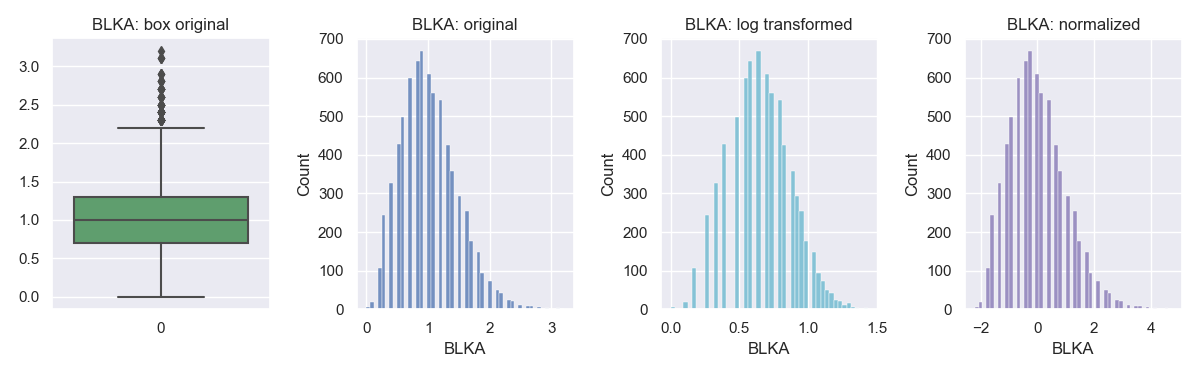 BLKA: box original
3.0
2.5
2.0
1.5
1.0
0.5
0.0
0
BLKA: original
Count
700
600
500
400
300
200
100
0
0 1 2 3
BLKA
BLKA: log transformed
Count
700
600
500
400
300
200
100
0
0.0 0.5 1.0 1.5
BLKA
BLKA: normalized
Count
700
600
500
400
300
200
100
0
−2 0 2 4
BLKA